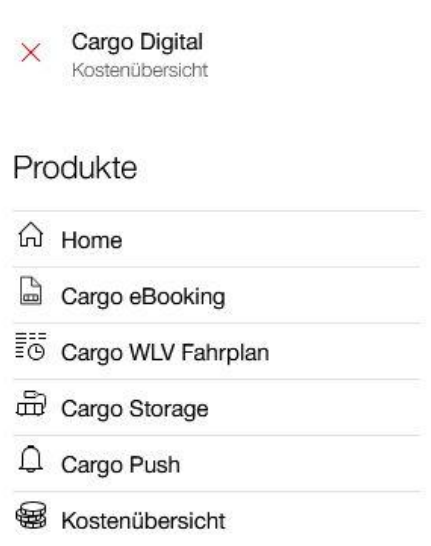 Cargo Digital
Kostenübersicht
Produkte
Home
Cargo eBooking
Cargo WLV Fahrplan
Cargo Storage
Cargo Push
Kostenübersicht